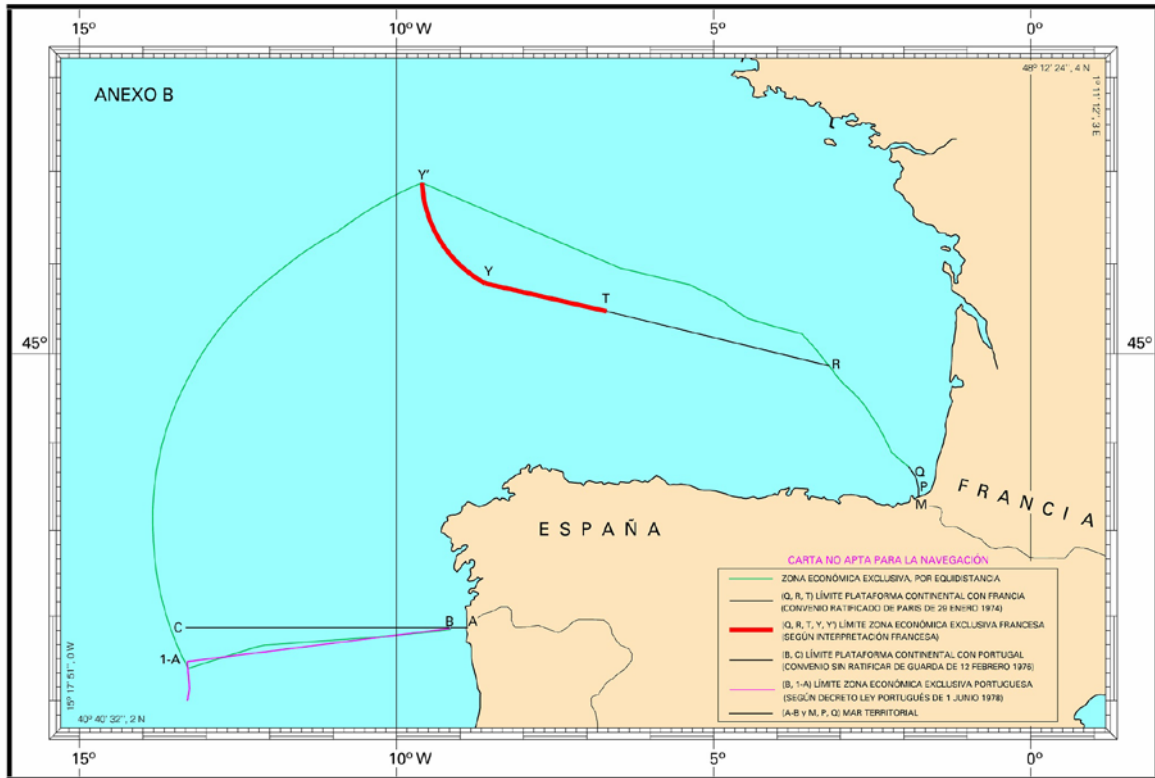 15º
10º W
5º
0º
48º 12' 24'', 4 N
1º 11' 12'', 3 E
ANEXO B
Y'
Y
T
45º
45º
R
Q
P
M
FRANCIA
ESPAÑA
CARTA NO APTA PARA LA NAVEGACIÓN
ZONA ECONÓMICA EXCLUSIVA, POR EQUIDISTANCIA
(Q, R, T) LÍMITE PLATAFORMA CONTINENTAL CON FRANCIA
(CONVENIO RATIFICADO DE PARIS DE 29 ENERO 1974)
(Q, R, T, Y, Y') LÍMITE ZONA ECONÓMICA EXCLUSIVA FRANCESA
(SEGÚN INTERPRETACIÓN FRANCESA)
(B, C) LÍMITE PLATAFORMA CONTINENTAL CON PORTUGAL
(CONVENIO SIN RATIFICAR DE GUARDA DE 12 FEBRERO 1976)
(B, 1-A) LÍMITE ZONA ECONÓMICA EXCLUSIVA PORTUGUESA
(SEGÚN DECRETO LEY PORTUGUÉS DE 1 JUNIO 1978)
(A-B y M, P, Q) MAR TERRITORIAL
C
B
A
1-A
15º 17' 51'', 0 W
40º 40' 32'', 2 N
15º
10º W
5º
0º